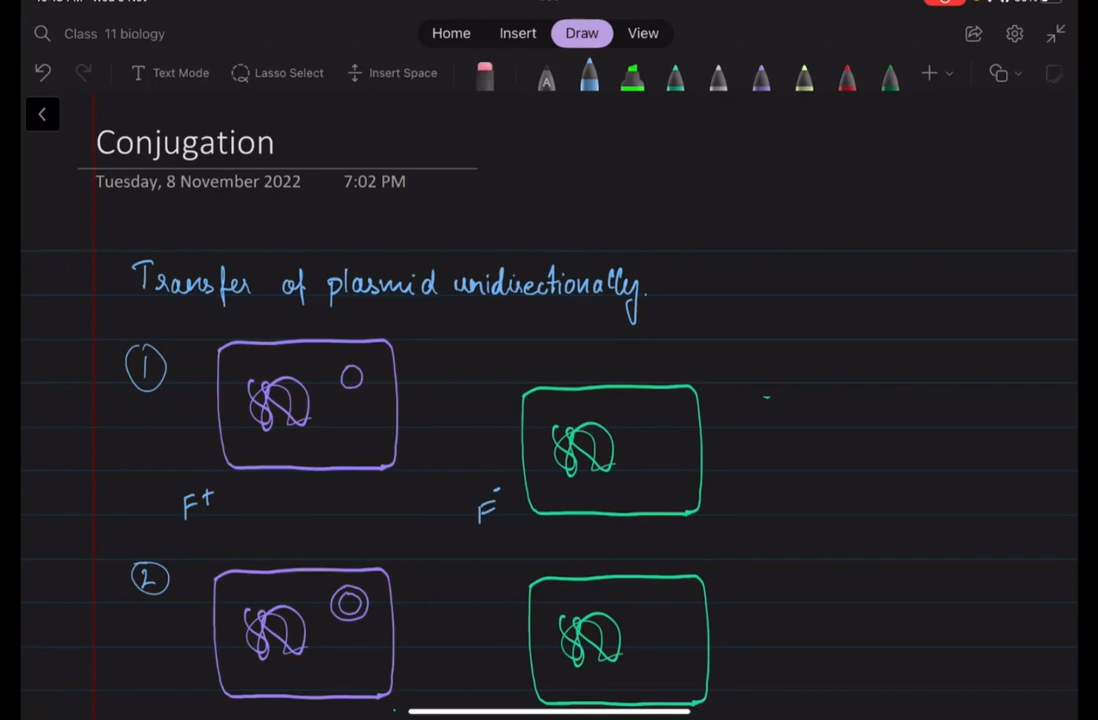 Class 11 biology
Home Insert Draw View
Text Mode Lasso Select Insert Space
A
Conjugation
Tuesday, 8 November 2022 7:02 PM
Transfer of plasmid unidirectionally.
1
F+ F-
2